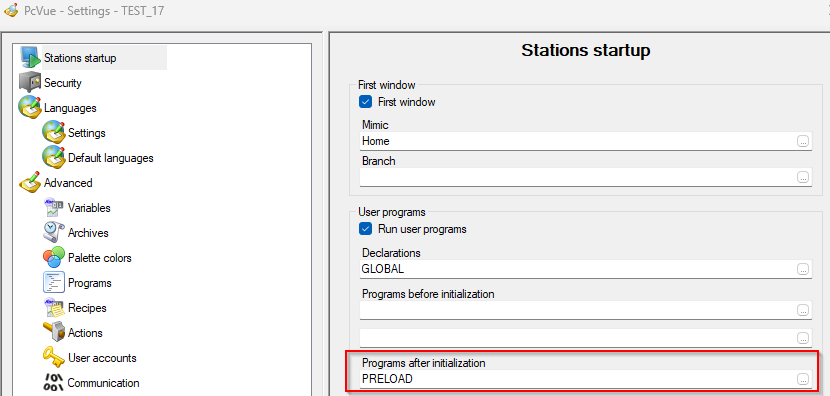 PcVue - Settings - TEST_17
Stations startup
Security
Languages
Settings
Default languages
Advanced
Variables
Archives
Palette colors
Programs
Recipes
Actions
User accounts
Communication
Stations startup
First window
First window
Mimic
Home
Branch
User programs
Run user programs
Declarations
GLOBAL
Programs before initialization
Programs after initialization
PRELOAD